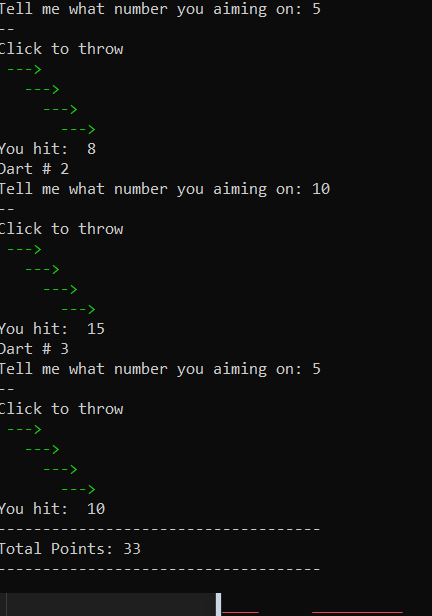 Tell me what number you aiming on: 5
--
Click to throw
--->
--->
--->
--->
You hit:  8
Dart # 2
Tell me what number you aiming on: 10
--
Click to throw
--->
--->
--->
--->
You hit:  15
Dart # 3
Tell me what number you aiming on: 5
--
Click to throw
--->
--->
--->
--->
You hit:  10
------------------------------------
Total Points: 33
------------------------------------